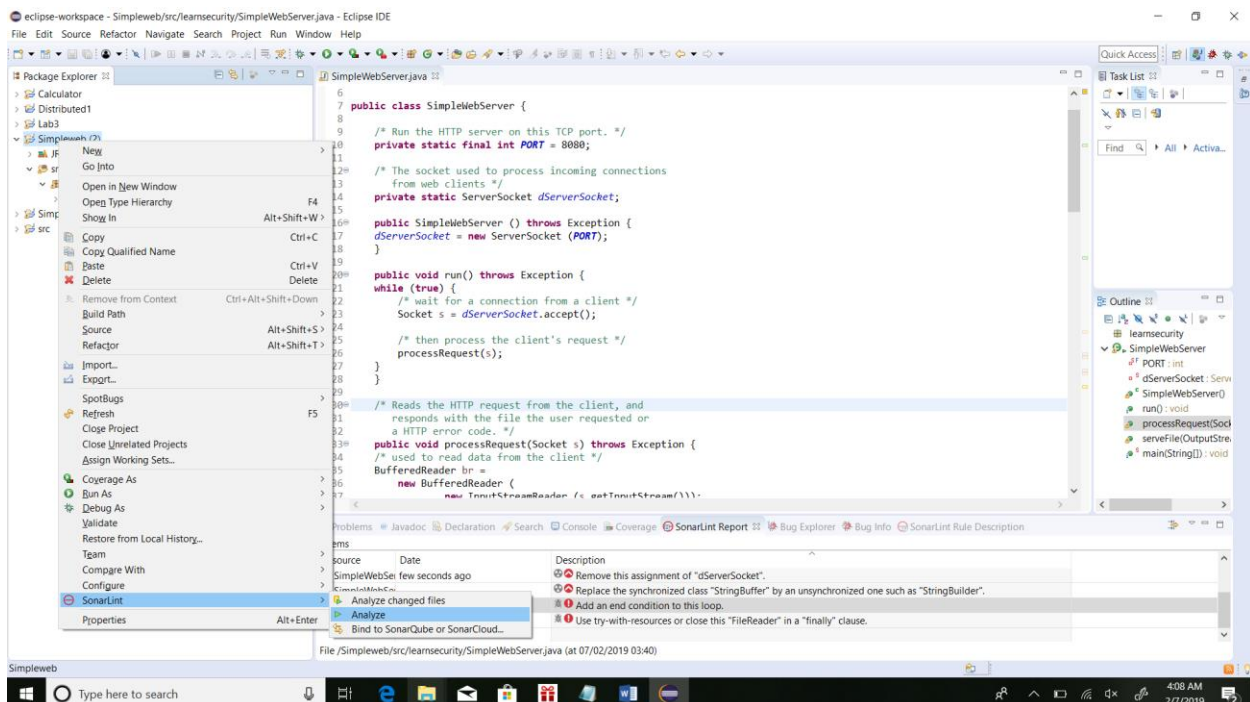 eclipse-workspace - Simpleweb/src/learnsecurity/SimpleWebServer.java - Eclipse IDE
File Edit Source Refactor Navigate Search Project Run Window Help
Quick Access
Package Explorer
Calculator
Distributed1
Lab3
Simpleweb (2)
src
New
Go Into
Open in New Window
Open Type Hierarchy F4
Show In Alt+Shift+W >
Copy Ctrl+C
Copy Qualified Name
Paste Ctrl+V
Delete Delete
Remove from Context Ctrl+Alt+Shift+Down
Build Path
Source Alt+Shift+S >
Refactor Alt+Shift+T >
Import...
Export...
SpotBugs
Refresh F5
Close Project
Close Unrelated Projects
Assign Working Sets...
Coverage As
Run As
Debug As
Validate
Restore from Local History...
Team
Compare With
Configure
SonarLint
Properties Alt+Enter
Analyze changed files
Analyze
Bind to SonarQube or SonarCloud...
SimpleWebServer.java
6
7 public class SimpleWebServer {
8
9 /* Run the HTTP server on this TCP port. */
private static final int PORT = 8080;
/* The socket used to process incoming connections
from web clients */
private static ServerSocket dServerSocket;
public SimpleWebServer () throws Exception {
dServerSocket = new ServerSocket (PORT);
}
public void run() throws Exception {
while (true) {
/* wait for a connection from a client */
Socket s = dServerSocket.accept();
/* then process the client's request */
processRequest(s);
}
}
/* Reads the HTTP request from the client, and
responds with the file the user requested or
a HTTP error code. */
public void processRequest(Socket s) throws Exception {
/* used to read data from the client */
BufferedReader br =
new BufferedReader (
new InputStreamReader (s.getInputStream()));
Problems Javadoc Declaration Search Console Coverage SonarLint Report Bug Explorer Bug Info SonarLint Rule Description
Date Description
SimpleWebSer few seconds ago Remove this assignment of "dServerSocket".
Replace the synchronized class "StringBuffer" by an unsynchronized one such as "StringBuilder".
Add an end condition to this loop.
Use try-with-resources or close this "FileReader" in a "finally" clause.
File /Simpleweb/src/learnsecurity/SimpleWebServer.java (at 07/02/2019 03:40)
Task List
Find All Activa...
Outline
learnsecurity
SimpleWebServer
PORT : int
dServerSocket : Serve
SimpleWebServer()
run() : void
processRequest(Sock
serveFile(OutputStre
main(String[]) : void
Simpleweb
Type here to search
4:08 AM
2/7/2019